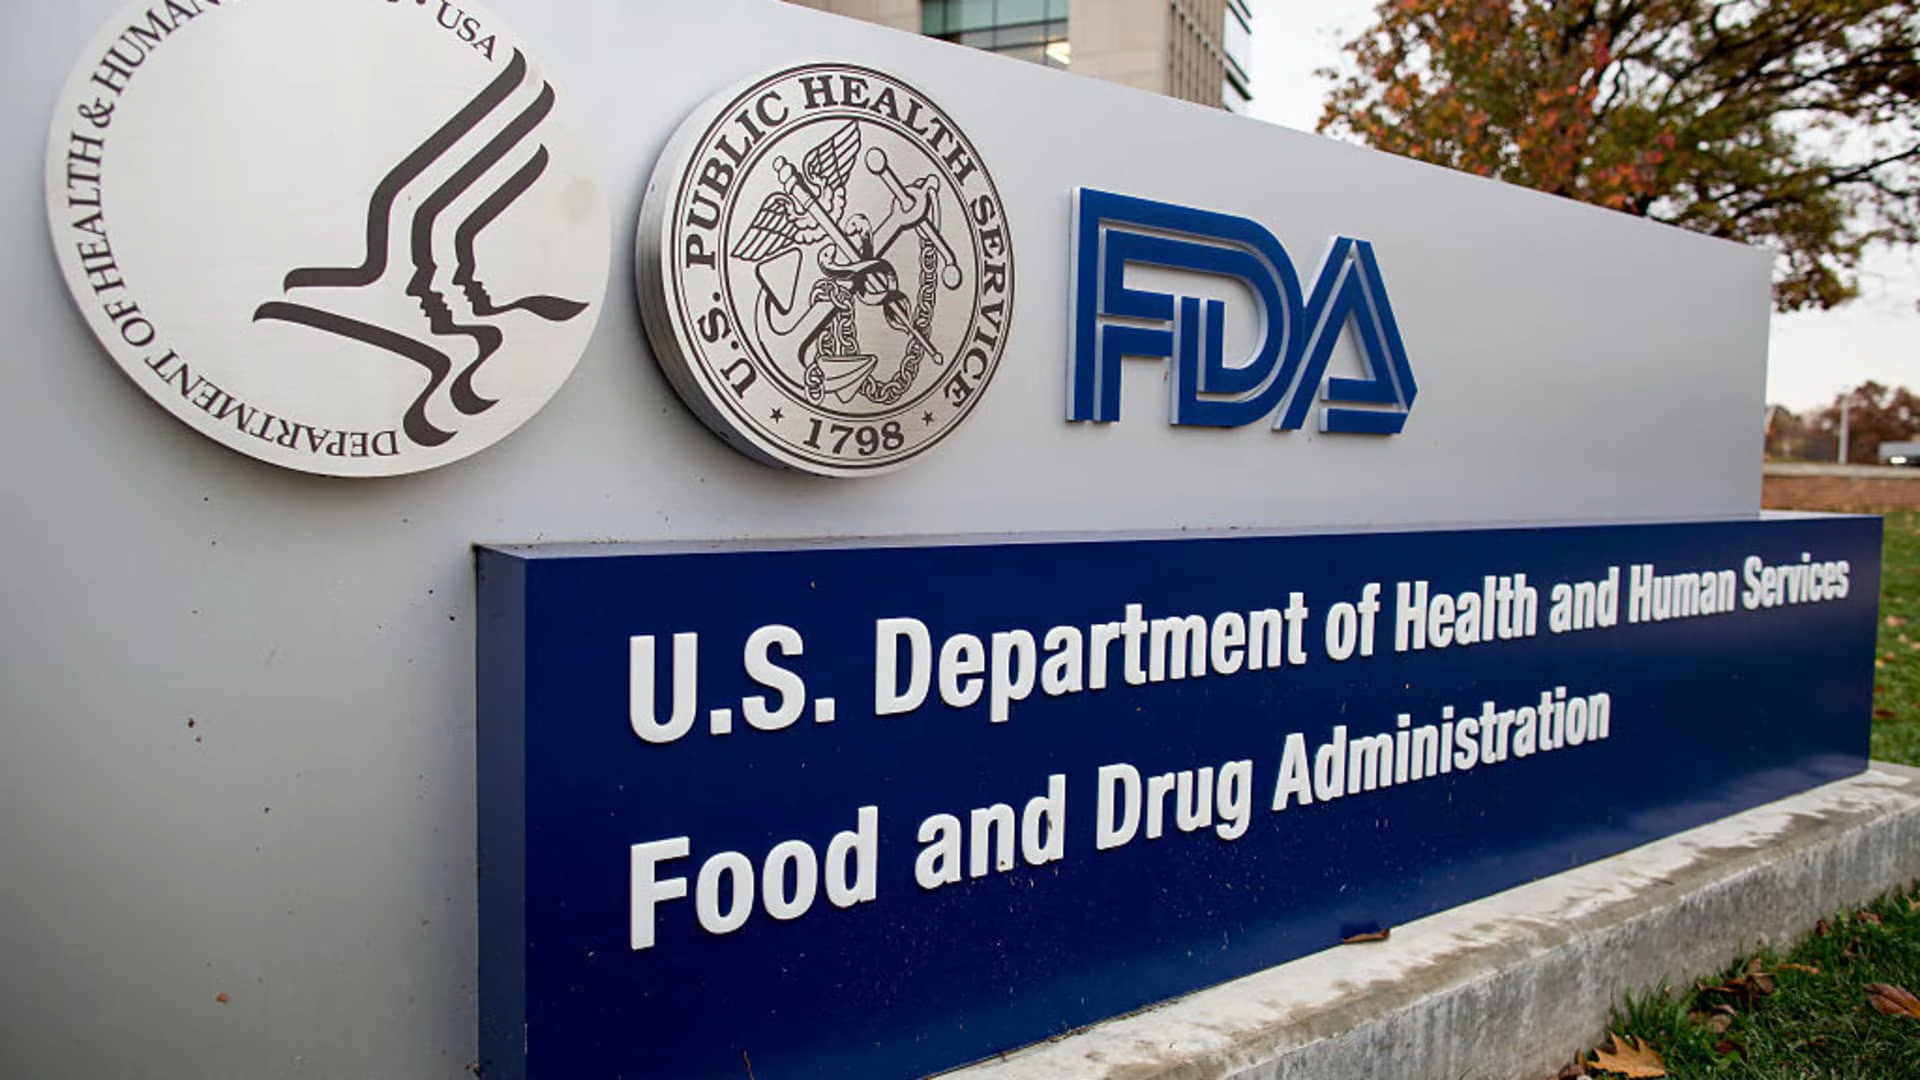 DEPARTMENT OF HEALTH & HUMAN
• USA
U.S. PUBLIC HEALTH SERVICE
1798
FDA
U.S. Department of Health and Human Services
Food and Drug Administration